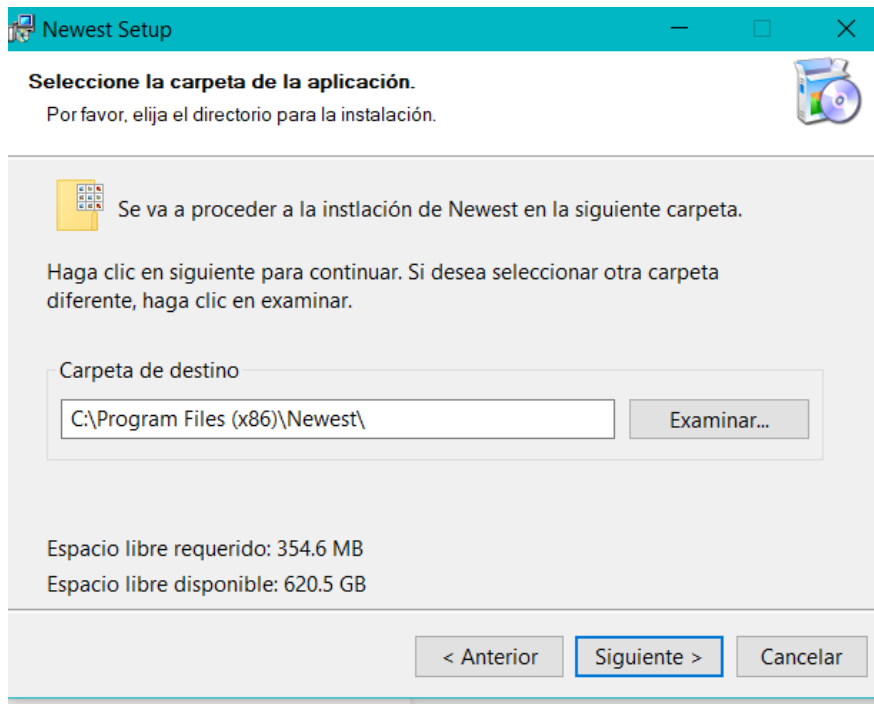 Newest Setup
Seleccione la carpeta de la aplicación.
Por favor, elija el directorio para la instalación.
Se va a proceder a la instlación de Newest en la siguiente carpeta.
Haga clic en siguiente para continuar. Si desea seleccionar otra carpeta
diferente, haga clic en examinar.
Carpeta de destino
C:\Program Files (x86)\Newest\
Examinar...
Espacio libre requerido: 354.6 MB
Espacio libre disponible: 620.5 GB
< Anterior
Siguiente >
Cancelar